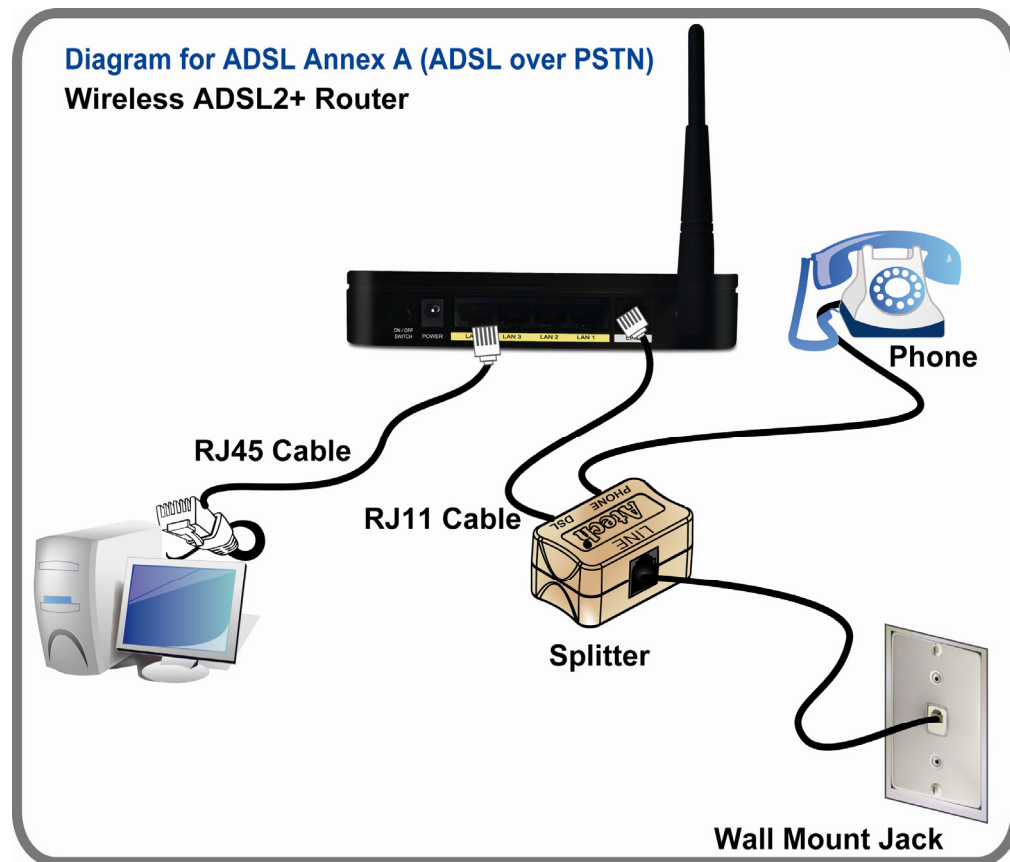 Diagram for ADSL Annex A (ADSL over PSTN)
Wireless ADSL2+ Router
ON / OFF
SWITCH
POWER
LAN 3
LAN 2
LAN 1
Phone
RJ45 Cable
RJ11 Cable
DSL
PHONE
Atech
LINE
Splitter
Wall Mount Jack